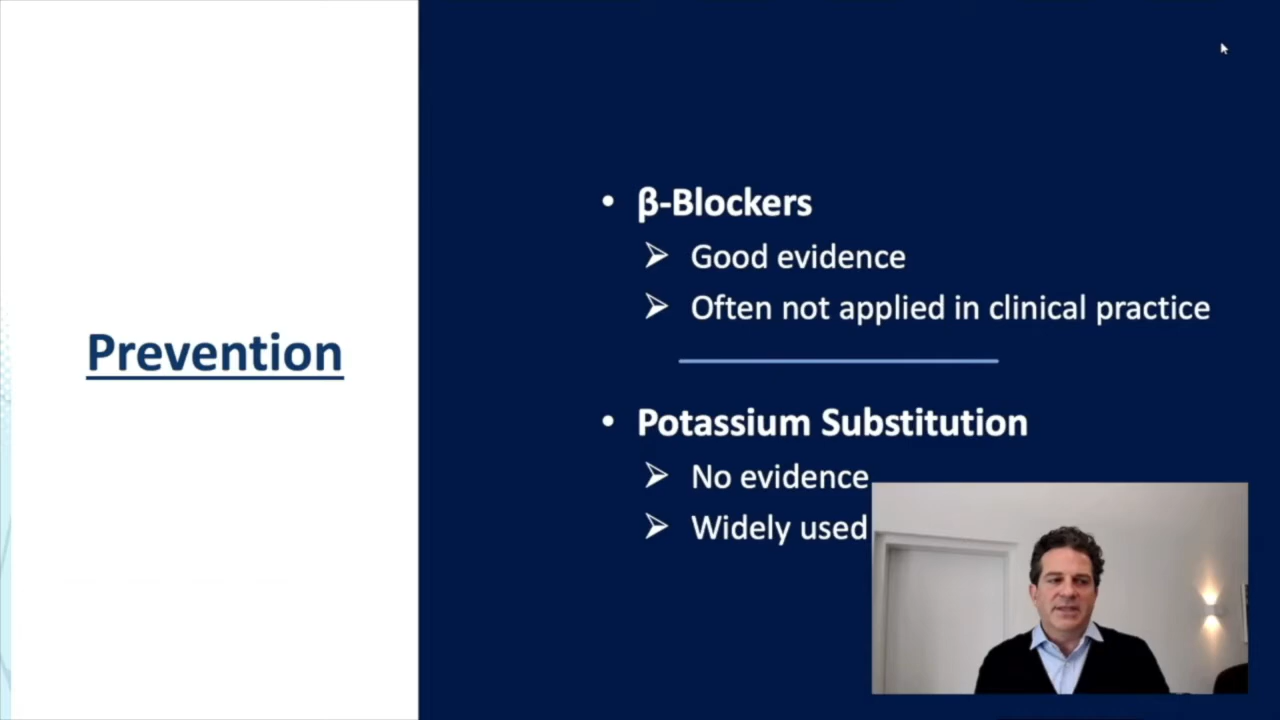 Prevention
• β-Blockers
➢ Good evidence
➢ Often not applied in clinical practice
• Potassium Substitution
➢ No evidence
➢ Widely used